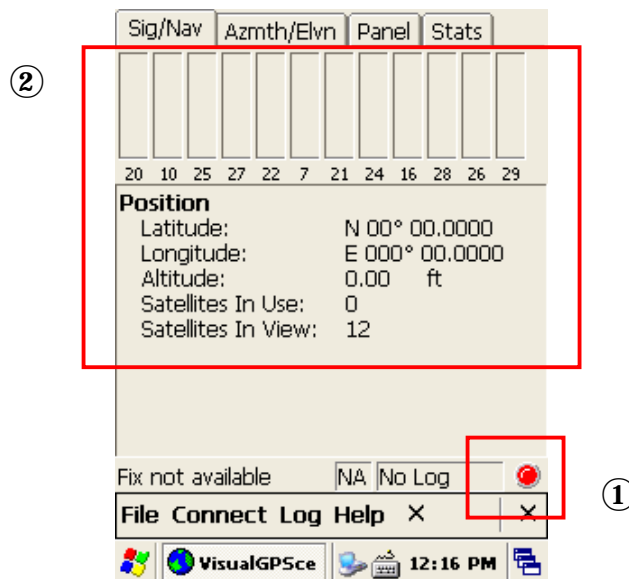 Sig/Nav Azmth/Elvn Panel Stats
②
20 10 25 27 22 7 21 24 16 28 26 29
Position
Latitude: N 00° 00.0000
Longitude: E 000° 00.0000
Altitude: 0.00 ft
Satellites In Use: 0
Satellites In View: 12
Fix not available NA No Log
①
File Connect Log Help X X
VisualGPSce 12:16 PM